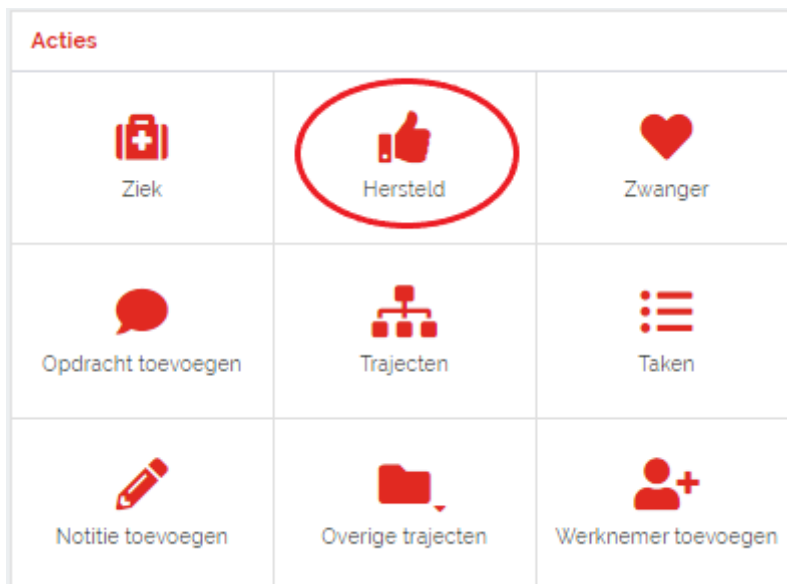 Acties
Ziek
Hersteld
Zwanger
Opdracht toevoegen
Trajecten
Taken
Notitie toevoegen
Overige trajecten
Werknemer toevoegen